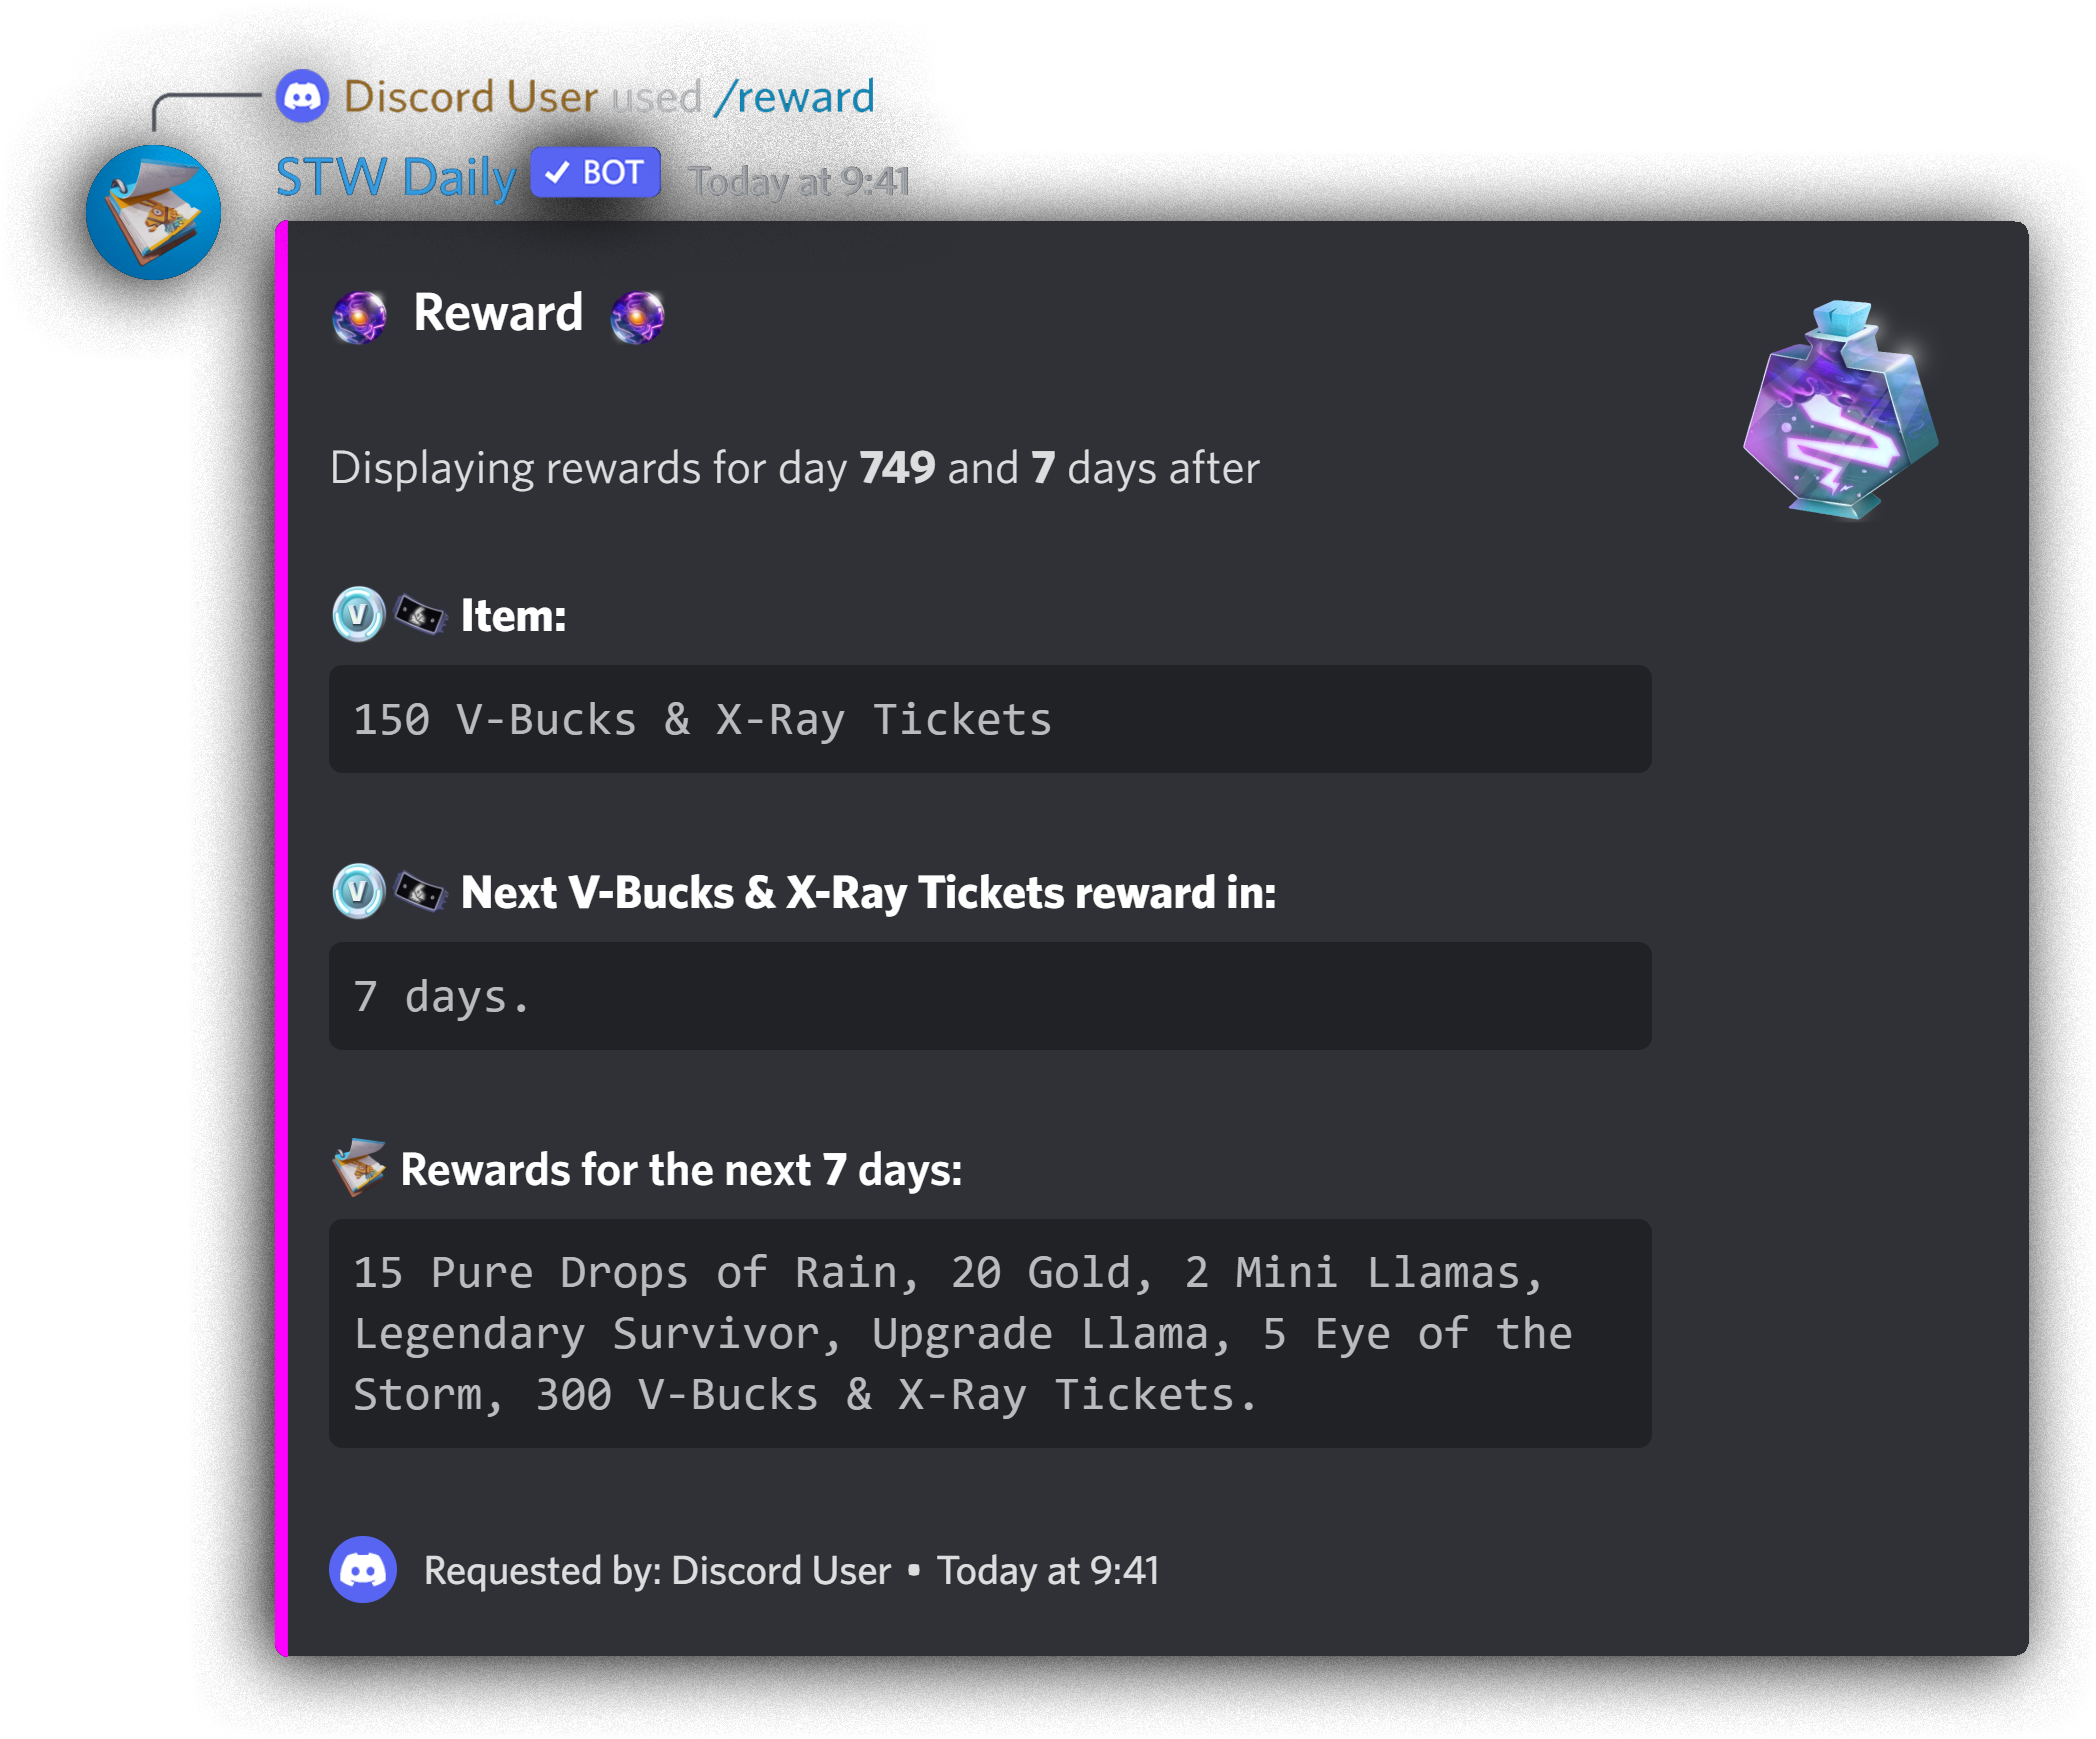 Discord User used /reward
STW Daily ✓ BOT Today at 9:41
Reward
Displaying rewards for day 749 and 7 days after
Item:
150 V-Bucks & X-Ray Tickets
Next V-Bucks & X-Ray Tickets reward in:
7 days.
Rewards for the next 7 days:
15 Pure Drops of Rain, 20 Gold, 2 Mini Llamas,
Legendary Survivor, Upgrade Llama, 5 Eye of the
Storm, 300 V-Bucks & X-Ray Tickets.
Requested by: Discord User • Today at 9:41